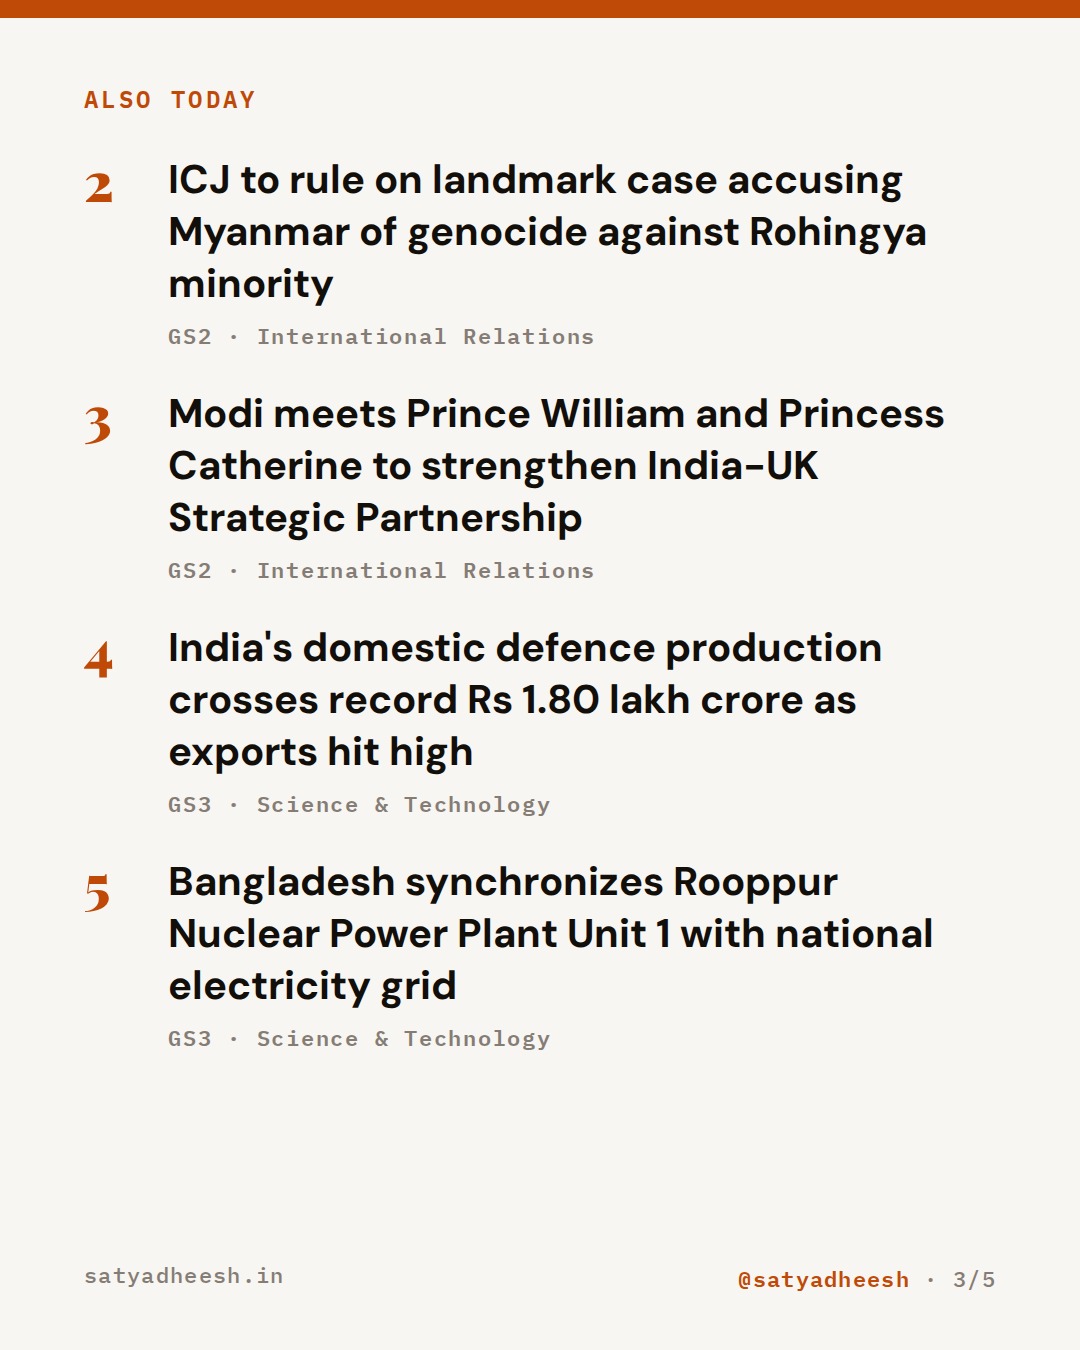 ALSO TODAY
2
ICJ to rule on landmark case accusing
Myanmar of genocide against Rohingya
minority
GS2 · International Relations
3
Modi meets Prince William and Princess
Catherine to strengthen India-UK
Strategic Partnership
GS2 · International Relations
4
India's domestic defence production
crosses record Rs 1.80 lakh crore as
exports hit high
GS3 · Science & Technology
5
Bangladesh synchronizes Rooppur
Nuclear Power Plant Unit 1 with national
electricity grid
GS3 · Science & Technology
satyadheesh.in
@satyadheesh · 3/5